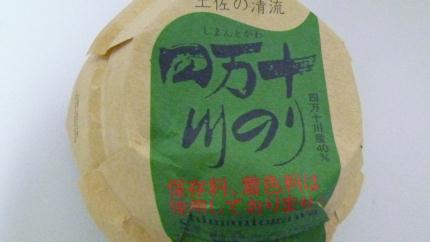 土佐の清流
しまんとがわ
四万十
川のり
四万十川産40%
保存料、着色料は
使用しておりませ